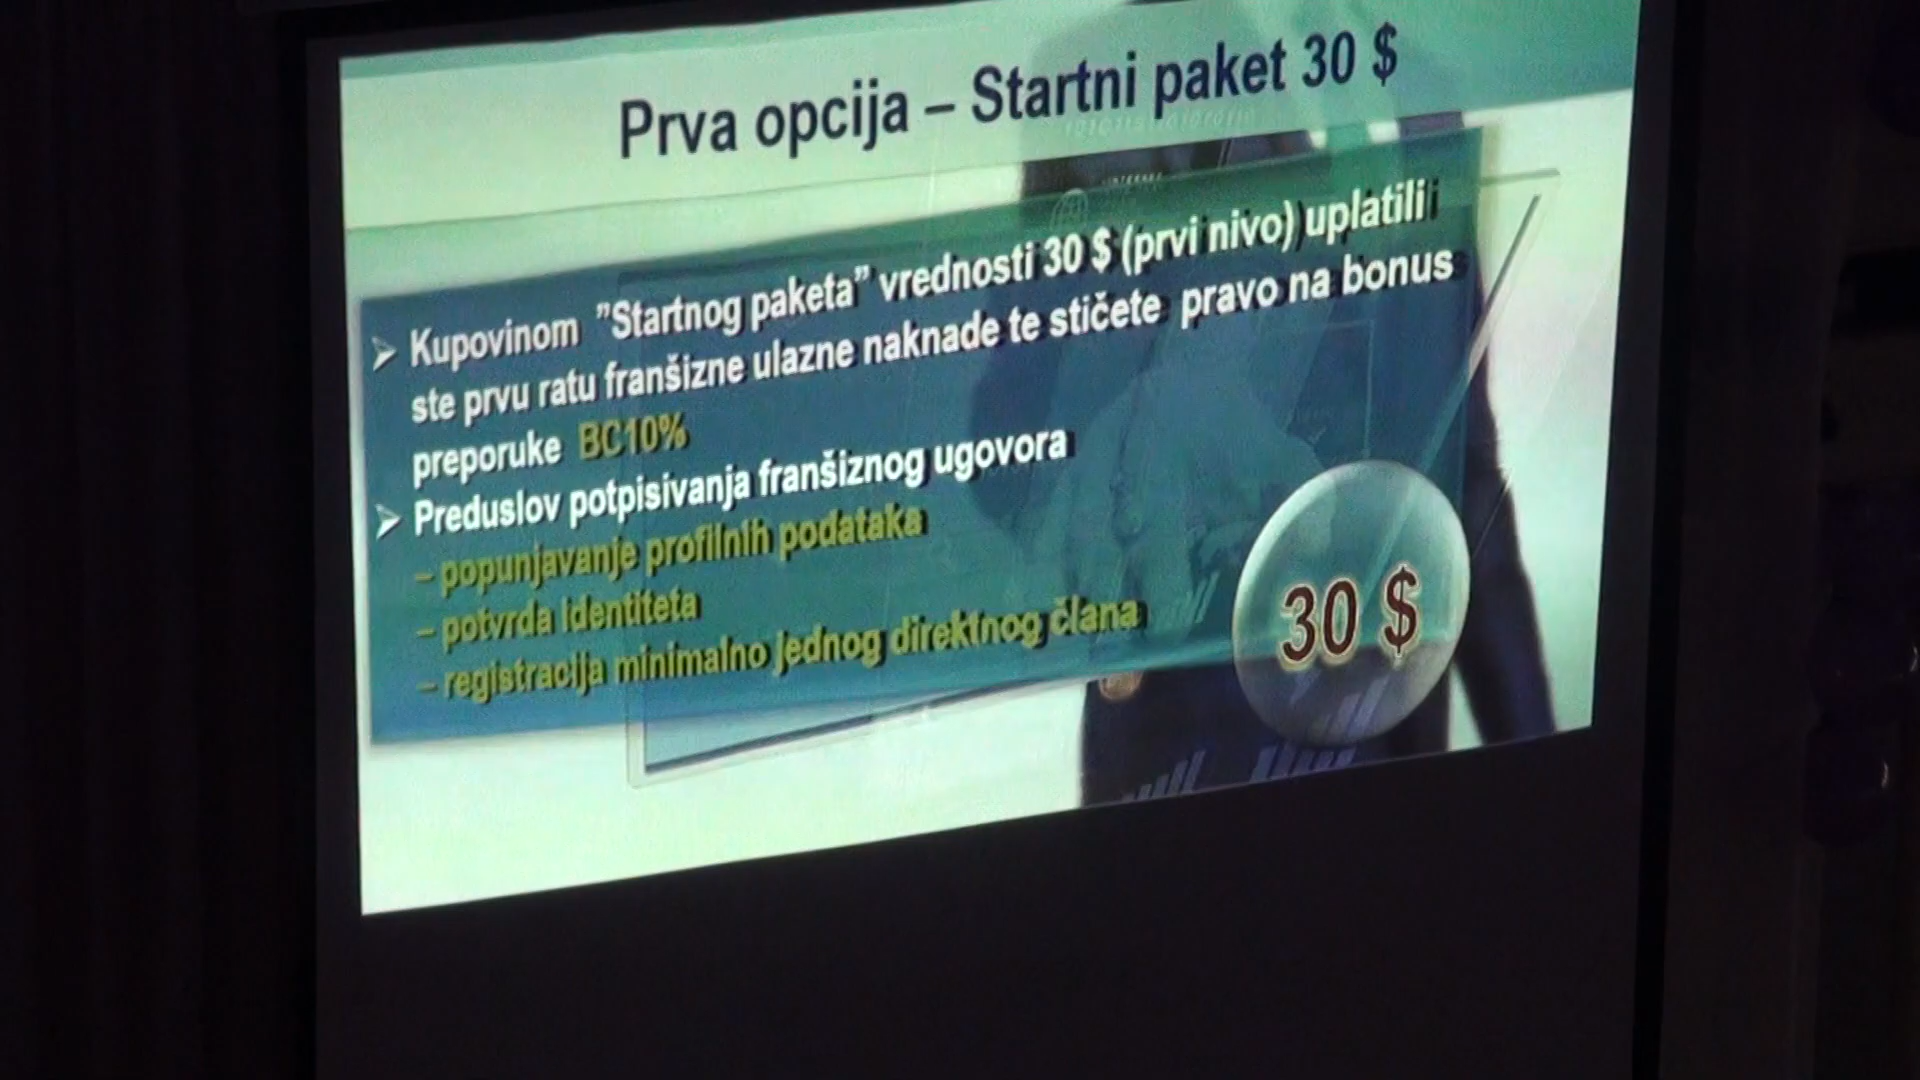 Prva opcija – Startni paket 30 $
Kupovinom ”Startnog paketa” vrednosti 30 $ (prvi nivo) uplatili
ste prvu ratu franšizne ulazne naknade te stičete pravo na bonus
preporuke BC10%
Preduslov potpisivanja franšiznog ugovora
– popunjavanje profilnih podataka
– potvrda identiteta
– registracija minimalno jednog direktnog člana
30 $